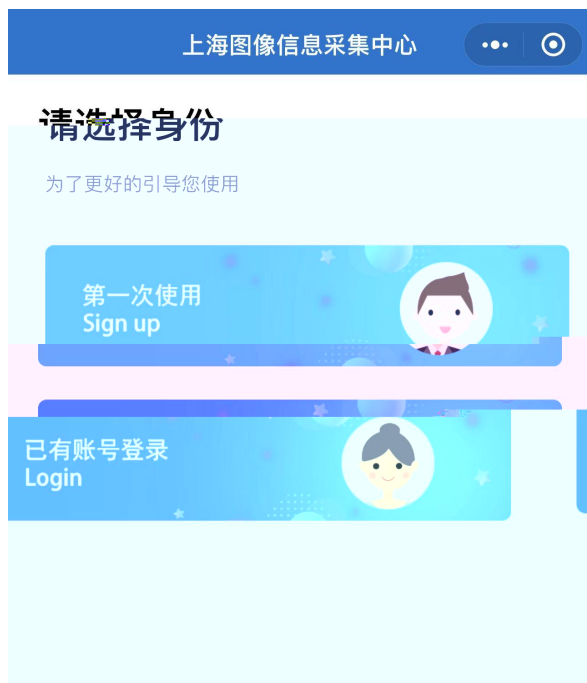 上海图像信息采集中心
请选择身份
为了更好的引导您使用
第一次使用
Sign up
已有账号登录
Login